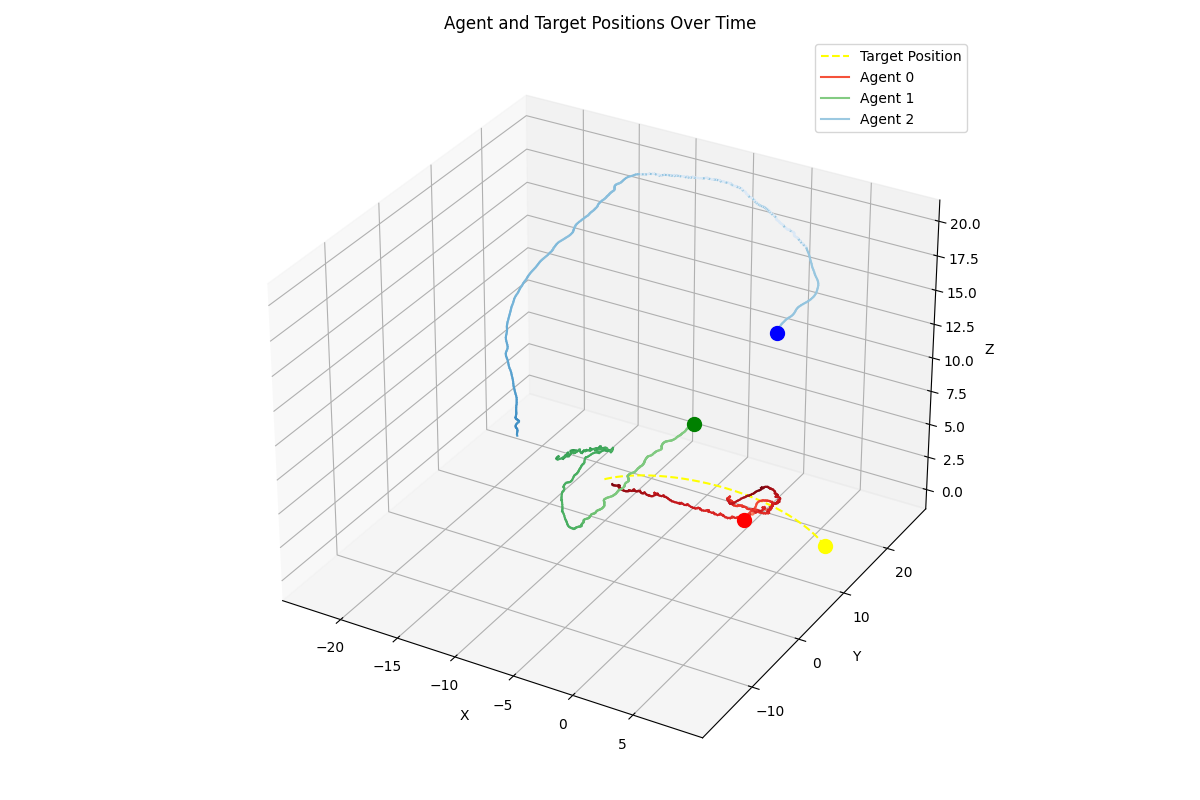 Agent and Target Positions Over Time
Target Position
Agent 0
Agent 1
Agent 2
20.0
17.5
15.0
12.5
Z
10.0
7.5
5.0
2.5
0.0
20
10
Y
0
−10
−20
−15
−10
−5
0
5
X